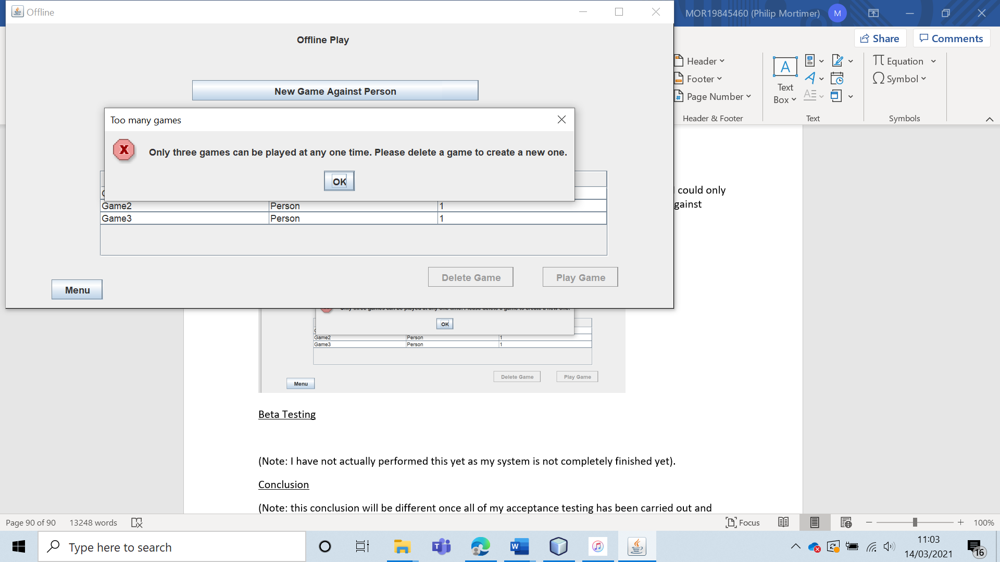 Offline
MOR19845460 (Philip Mortimer)
M
Share
Comments
Offline Play
Header
Footer
Page Number
Header & Footer
A
Text
Box
Text
Equation
Symbol
Symbols
New Game Against Person
Too many games
X
Only three games can be played at any one time. Please delete a game to create a new one.
OK
could only
gainst
Game2 Person 1
Game3 Person 1
Delete Game
Play Game
Menu
Only three games can be played at any one time. Please delete a game to create a new one.
OK
Game2 Person 1
Game3 Person 1
Delete Game
Play Game
Menu
Beta Testing
(Note: I have not actually performed this yet as my system is not completely finished yet).
Conclusion
(Note: this conclusion will be different once all of my acceptance testing has been carried out and
Page 90 of 90
13248 words
Focus
100%
Type here to search
11:03
14/03/2021
16